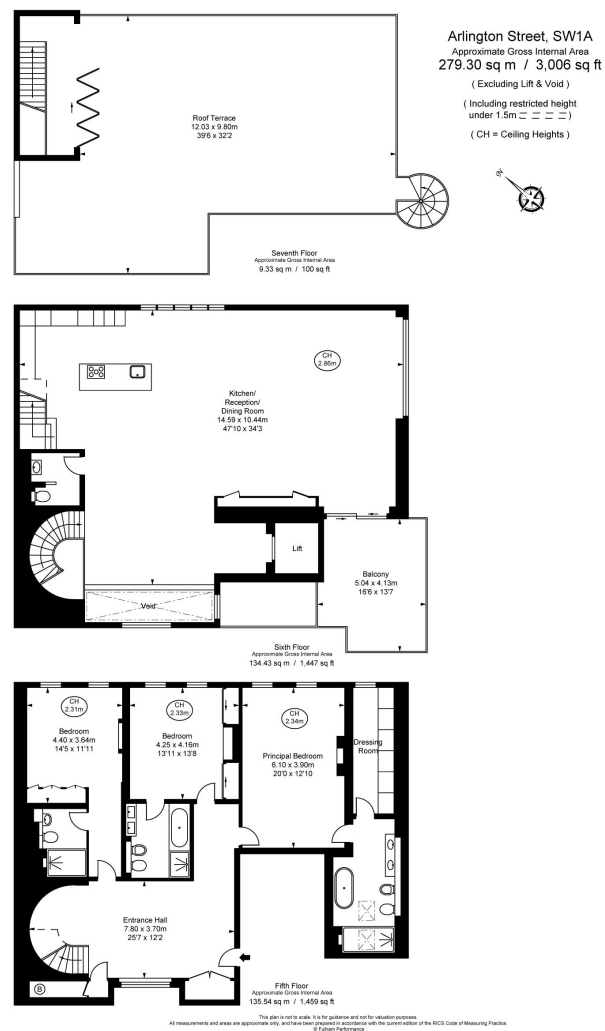 Arlington Street, SW1A
Approximate Gross Internal Area
279.30 sq m / 3,006 sq ft
( Excluding Lift & Void )
( Including restricted height
under 1.5m )
( CH = Ceiling Heights )
N
Roof Terrace
12.03 x 9.80m
39'6 x 32'2
Seventh Floor
Approximate Gross Internal Area
9.33 sq m / 100 sq ft
CH
2.86m
Kitchen/
Reception/
Dining Room
14.59 x 10.44m
47'10 x 34'3
Lift
Balcony
5.04 x 4.13m
16'6 x 13'7
Void
Sixth Floor
Approximate Gross Internal Area
134.43 sq m / 1,447 sq ft
CH
2.31m
Bedroom
4.40 x 3.64m
14'5 x 11'11
CH
2.33m
Bedroom
4.25 x 4.16m
13'11 x 13'8
CH
2.34m
Principal Bedroom
6.10 x 3.90m
20'0 x 12'10
Dressing
Room
Entrance Hall
7.80 x 3.70m
25'7 x 12'2
B
Fifth Floor
Approximate Gross Internal Area
135.54 sq m / 1,459 sq ft
This plan is not to scale. It is for guidance and not for valuation purposes.
All measurements and areas are approximate only, and have been prepared in accordance with the current edition of the RICS Code of Measuring Practice.
© Fulham Performance